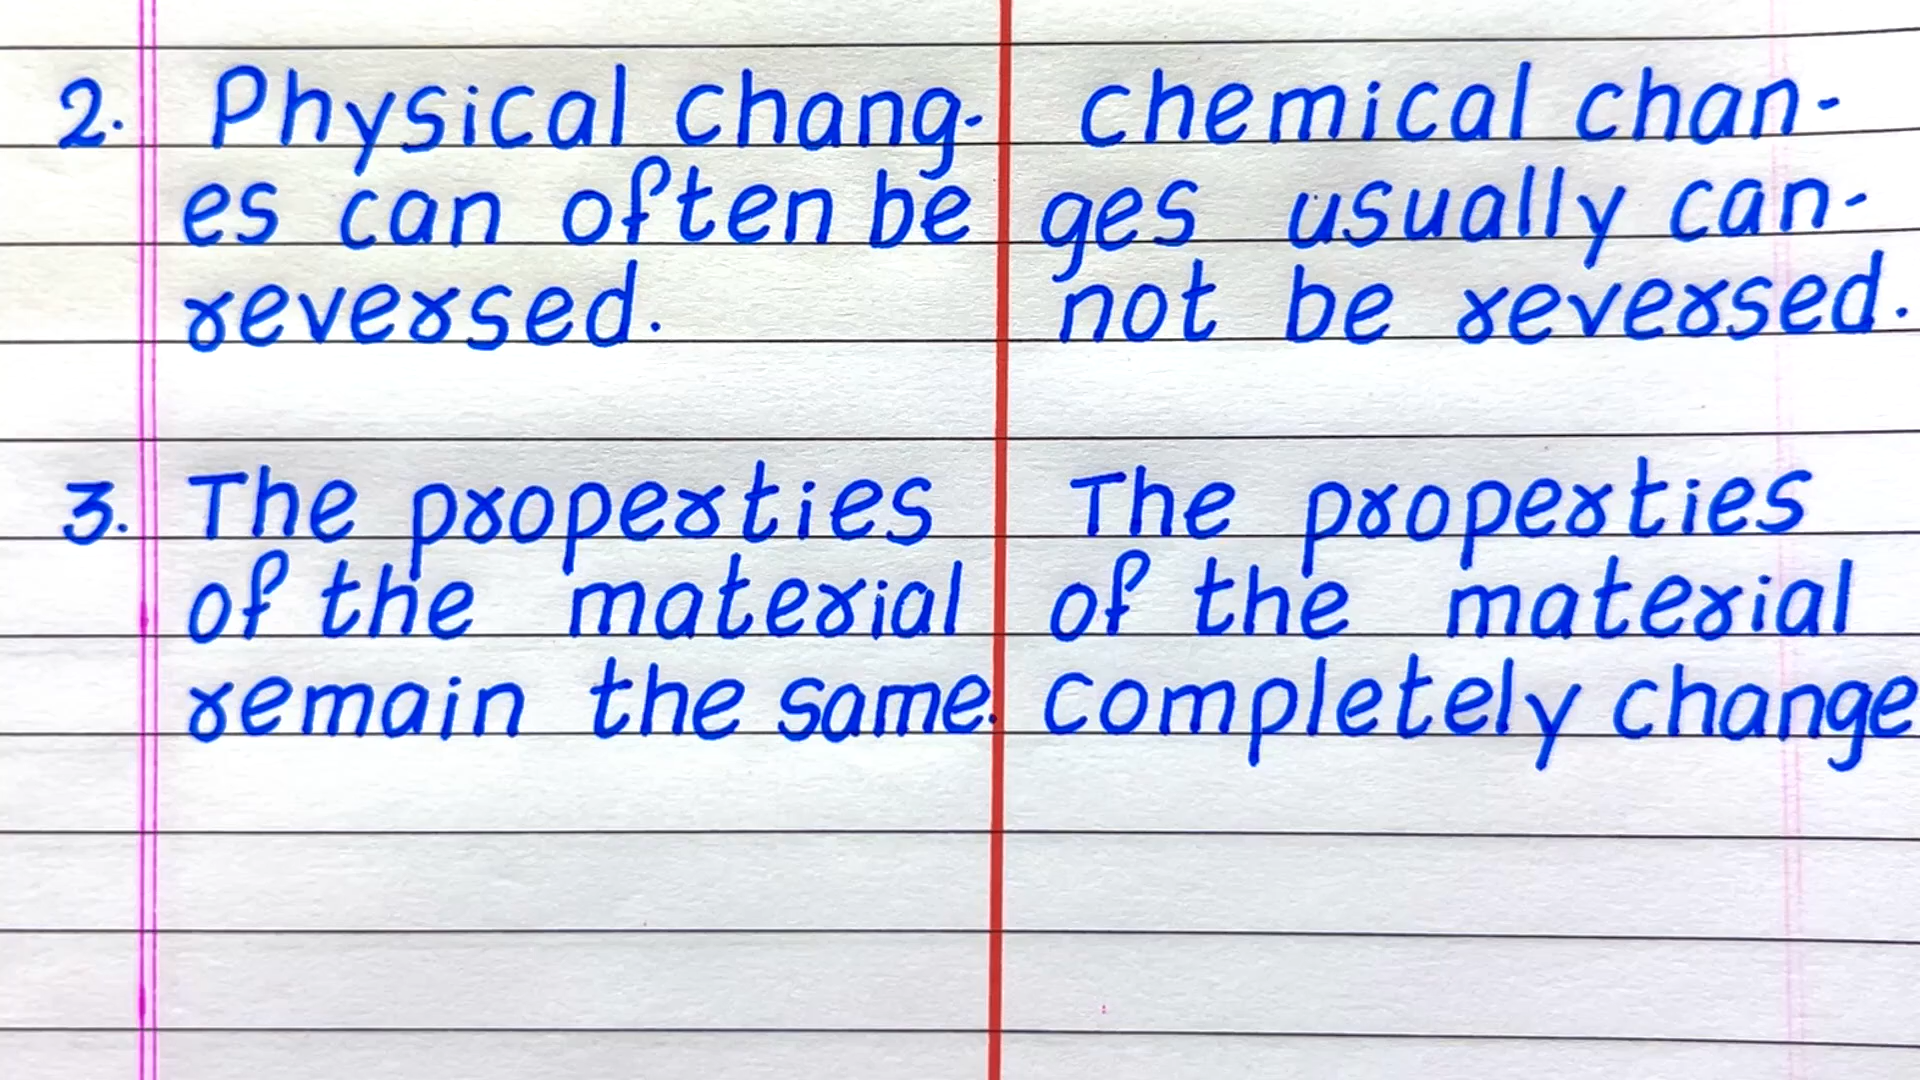 2. Physical chang-
es can often be
reversed.
chemical chan-
ges usually can-
not be reversed.
3. The properties
of the material
remain the same.
The properties
of the material
completely change